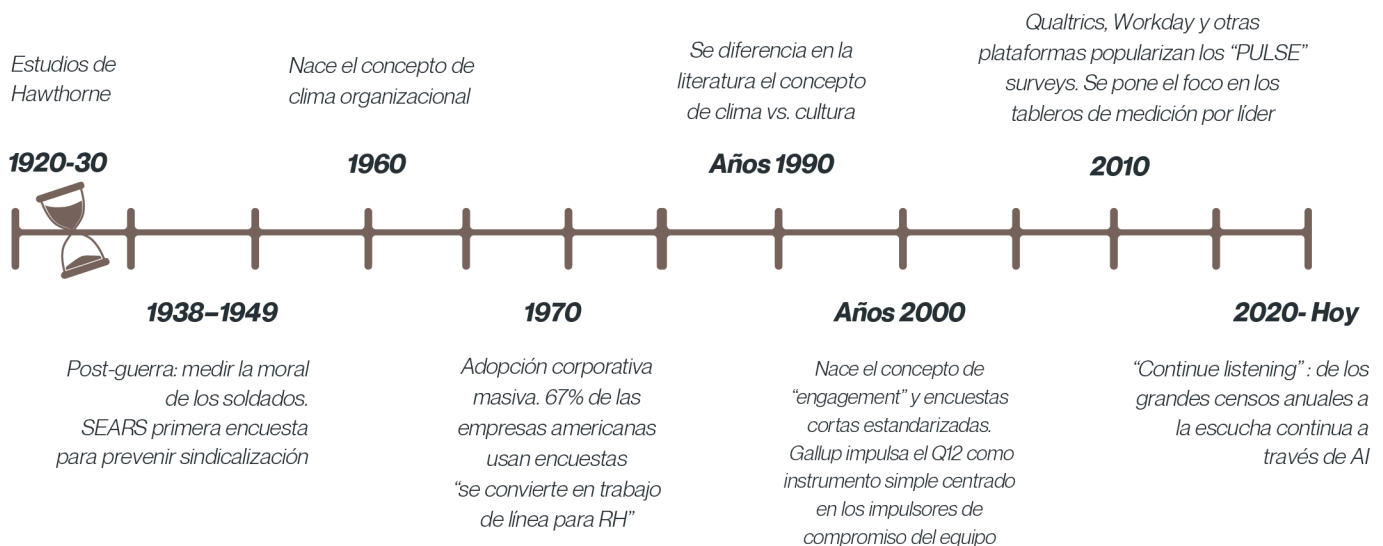 Estudios de
Hawthorne
1920-30
1938–1949
Post-guerra: medir la moral
de los soldados.
SEARS primera encuesta
para prevenir sindicalización
Nace el concepto de
clima organizacional
1960
1970
Adopción corporativa
masiva. 67% de las
empresas americanas
usan encuestas
“se convierte en trabajo
de línea para RH”
Se diferencia en la
literatura el concepto
de clima vs. cultura
Años 1990
Años 2000
Nace el concepto de
“engagement” y encuestas
cortas estandarizadas.
Gallup impulsa el Q12 como
instrumento simple centrado
en los impulsores de
compromiso del equipo
Qualtrics, Workday y otras
plataformas popularizan los “PULSE”
surveys. Se pone el foco en los
tableros de medición por líder
2010
2020- Hoy
“Continue listening” : de los
grandes censos anuales a
la escucha continua a
través de AI